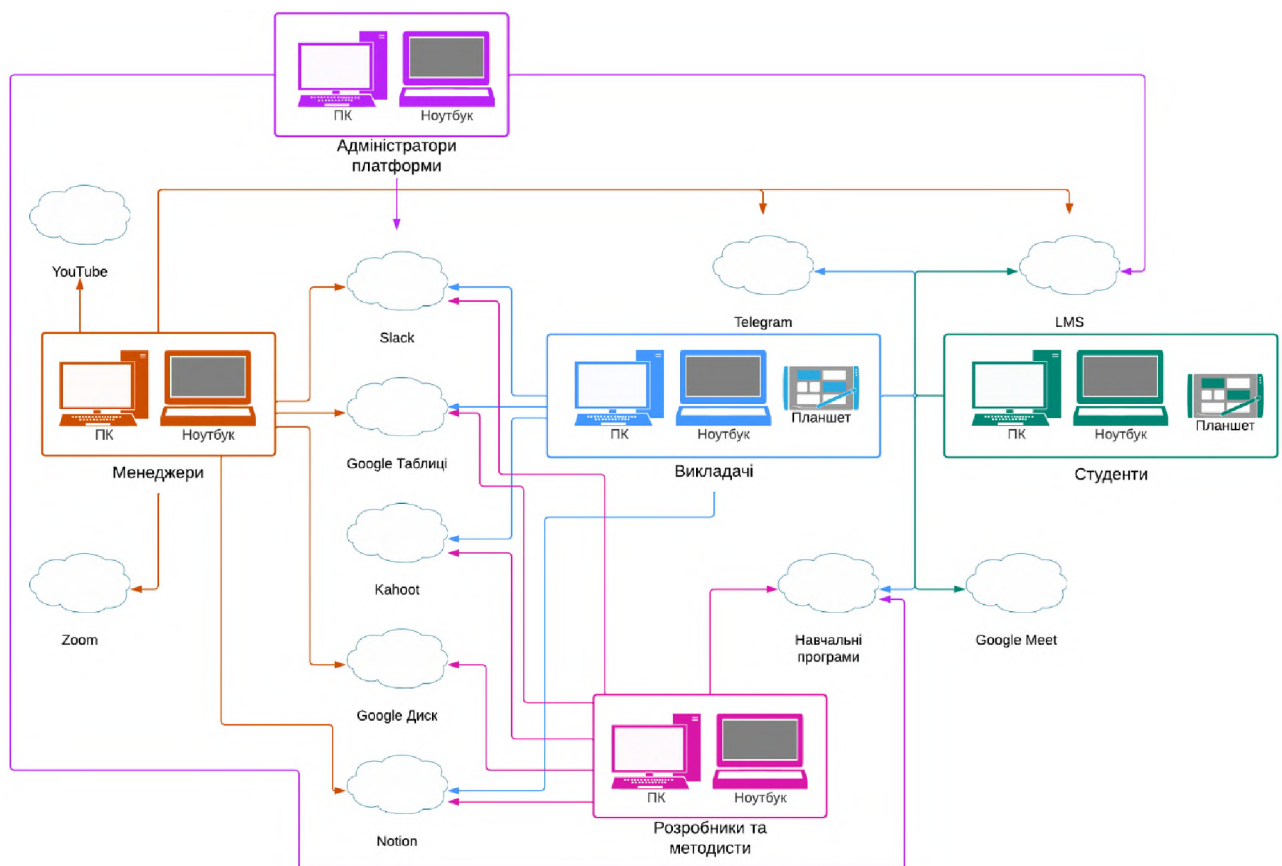 ПК
Ноутбук
Адміністратори
платформи
YouTube
Slack
Telegram
LMS
ПК
Ноутбук
Менеджери
Google Таблиці
ПК
Ноутбук
Планшет
Викладачі
ПК
Ноутбук
Планшет
Студенти
Kahoot
Zoom
Навчальні
програми
Google Meet
Google Диск
ПК
Ноутбук
Розробники та
методисти
Notion